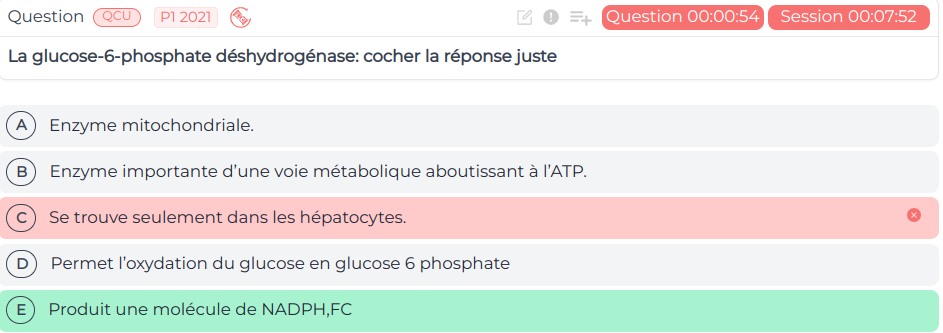 Question QCU P1 2021 Question 00:00:54 Session 00:07:52
La glucose-6-phosphate déshydrogénase: cocher la réponse juste
A Enzyme mitochondriale.
B Enzyme importante d’une voie métabolique aboutissant à l’ATP.
C Se trouve seulement dans les hépatocytes.
D Permet l’oxydation du glucose en glucose 6 phosphate
E Produit une molécule de NADPH,FC